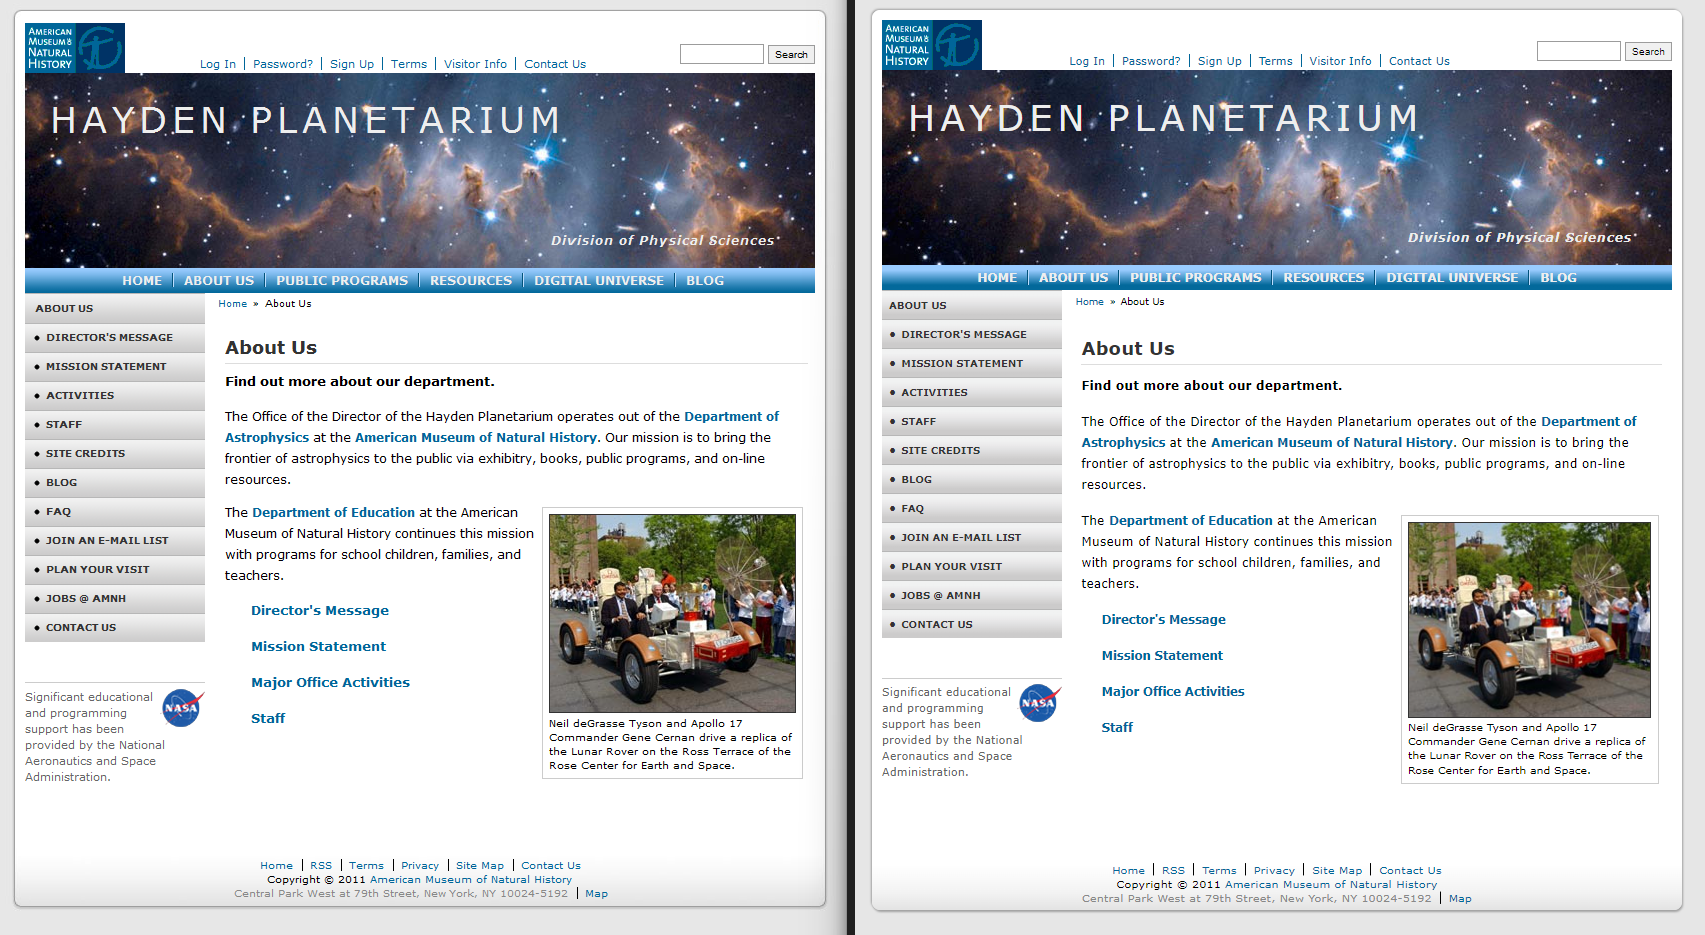 AMERICAN
MUSEUM & 
NATURAL
HISTORY
Log In | Password? | Sign Up | Terms | Visitor Info | Contact Us
Search
HAYDEN PLANETARIUM
Division of Physical Sciences
HOME | ABOUT US | PUBLIC PROGRAMS | RESOURCES | DIGITAL UNIVERSE | BLOG
ABOUT US
• DIRECTOR'S MESSAGE
• MISSION STATEMENT
• ACTIVITIES
• STAFF
• SITE CREDITS
• BLOG
• FAQ
• JOIN AN E-MAIL LIST
• PLAN YOUR VISIT
• JOBS @ AMNH
• CONTACT US
Significant educational
and programming
support has been
provided by the National
Aeronautics and Space
Administration.
NASA
Home » About Us
About Us
Find out more about our department.
The Office of the Director of the Hayden Planetarium operates out of the Department of
Astrophysics at the American Museum of Natural History. Our mission is to bring the
frontier of astrophysics to the public via exhibitry, books, public programs, and on-line
resources.
The Department of Education at the American
Museum of Natural History continues this mission
with programs for school children, families, and
teachers.
Director's Message
Mission Statement
Major Office Activities
Staff
Neil deGrasse Tyson and Apollo 17
Commander Gene Cernan drive a replica of
the Lunar Rover on the Ross Terrace of the
Rose Center for Earth and Space.
Home | RSS | Terms | Privacy | Site Map | Contact Us
Copyright © 2011 American Museum of Natural History
Central Park West at 79th Street, New York, NY 10024-5192 | Map
AMERICAN
MUSEUM & 
NATURAL
HISTORY
Log In | Password? | Sign Up | Terms | Visitor Info | Contact Us
Search
HAYDEN PLANETARIUM
Division of Physical Sciences
HOME | ABOUT US | PUBLIC PROGRAMS | RESOURCES | DIGITAL UNIVERSE | BLOG
ABOUT US
• DIRECTOR'S MESSAGE
• MISSION STATEMENT
• ACTIVITIES
• STAFF
• SITE CREDITS
• BLOG
• FAQ
• JOIN AN E-MAIL LIST
• PLAN YOUR VISIT
• JOBS @ AMNH
• CONTACT US
Significant educational
and programming
support has been
provided by the National
Aeronautics and Space
Administration.
NASA
Home » About Us
About Us
Find out more about our department.
The Office of the Director of the Hayden Planetarium operates out of the Department of
Astrophysics at the American Museum of Natural History. Our mission is to bring the
frontier of astrophysics to the public via exhibitry, books, public programs, and on-line
resources.
The Department of Education at the American
Museum of Natural History continues this mission
with programs for school children, families, and
teachers.
Director's Message
Mission Statement
Major Office Activities
Staff
Neil deGrasse Tyson and Apollo 17
Commander Gene Cernan drive a replica of
the Lunar Rover on the Ross Terrace of the
Rose Center for Earth and Space.
Home | RSS | Terms | Privacy | Site Map | Contact Us
Copyright © 2011 American Museum of Natural History
Central Park West at 79th Street, New York, NY 10024-5192 | Map